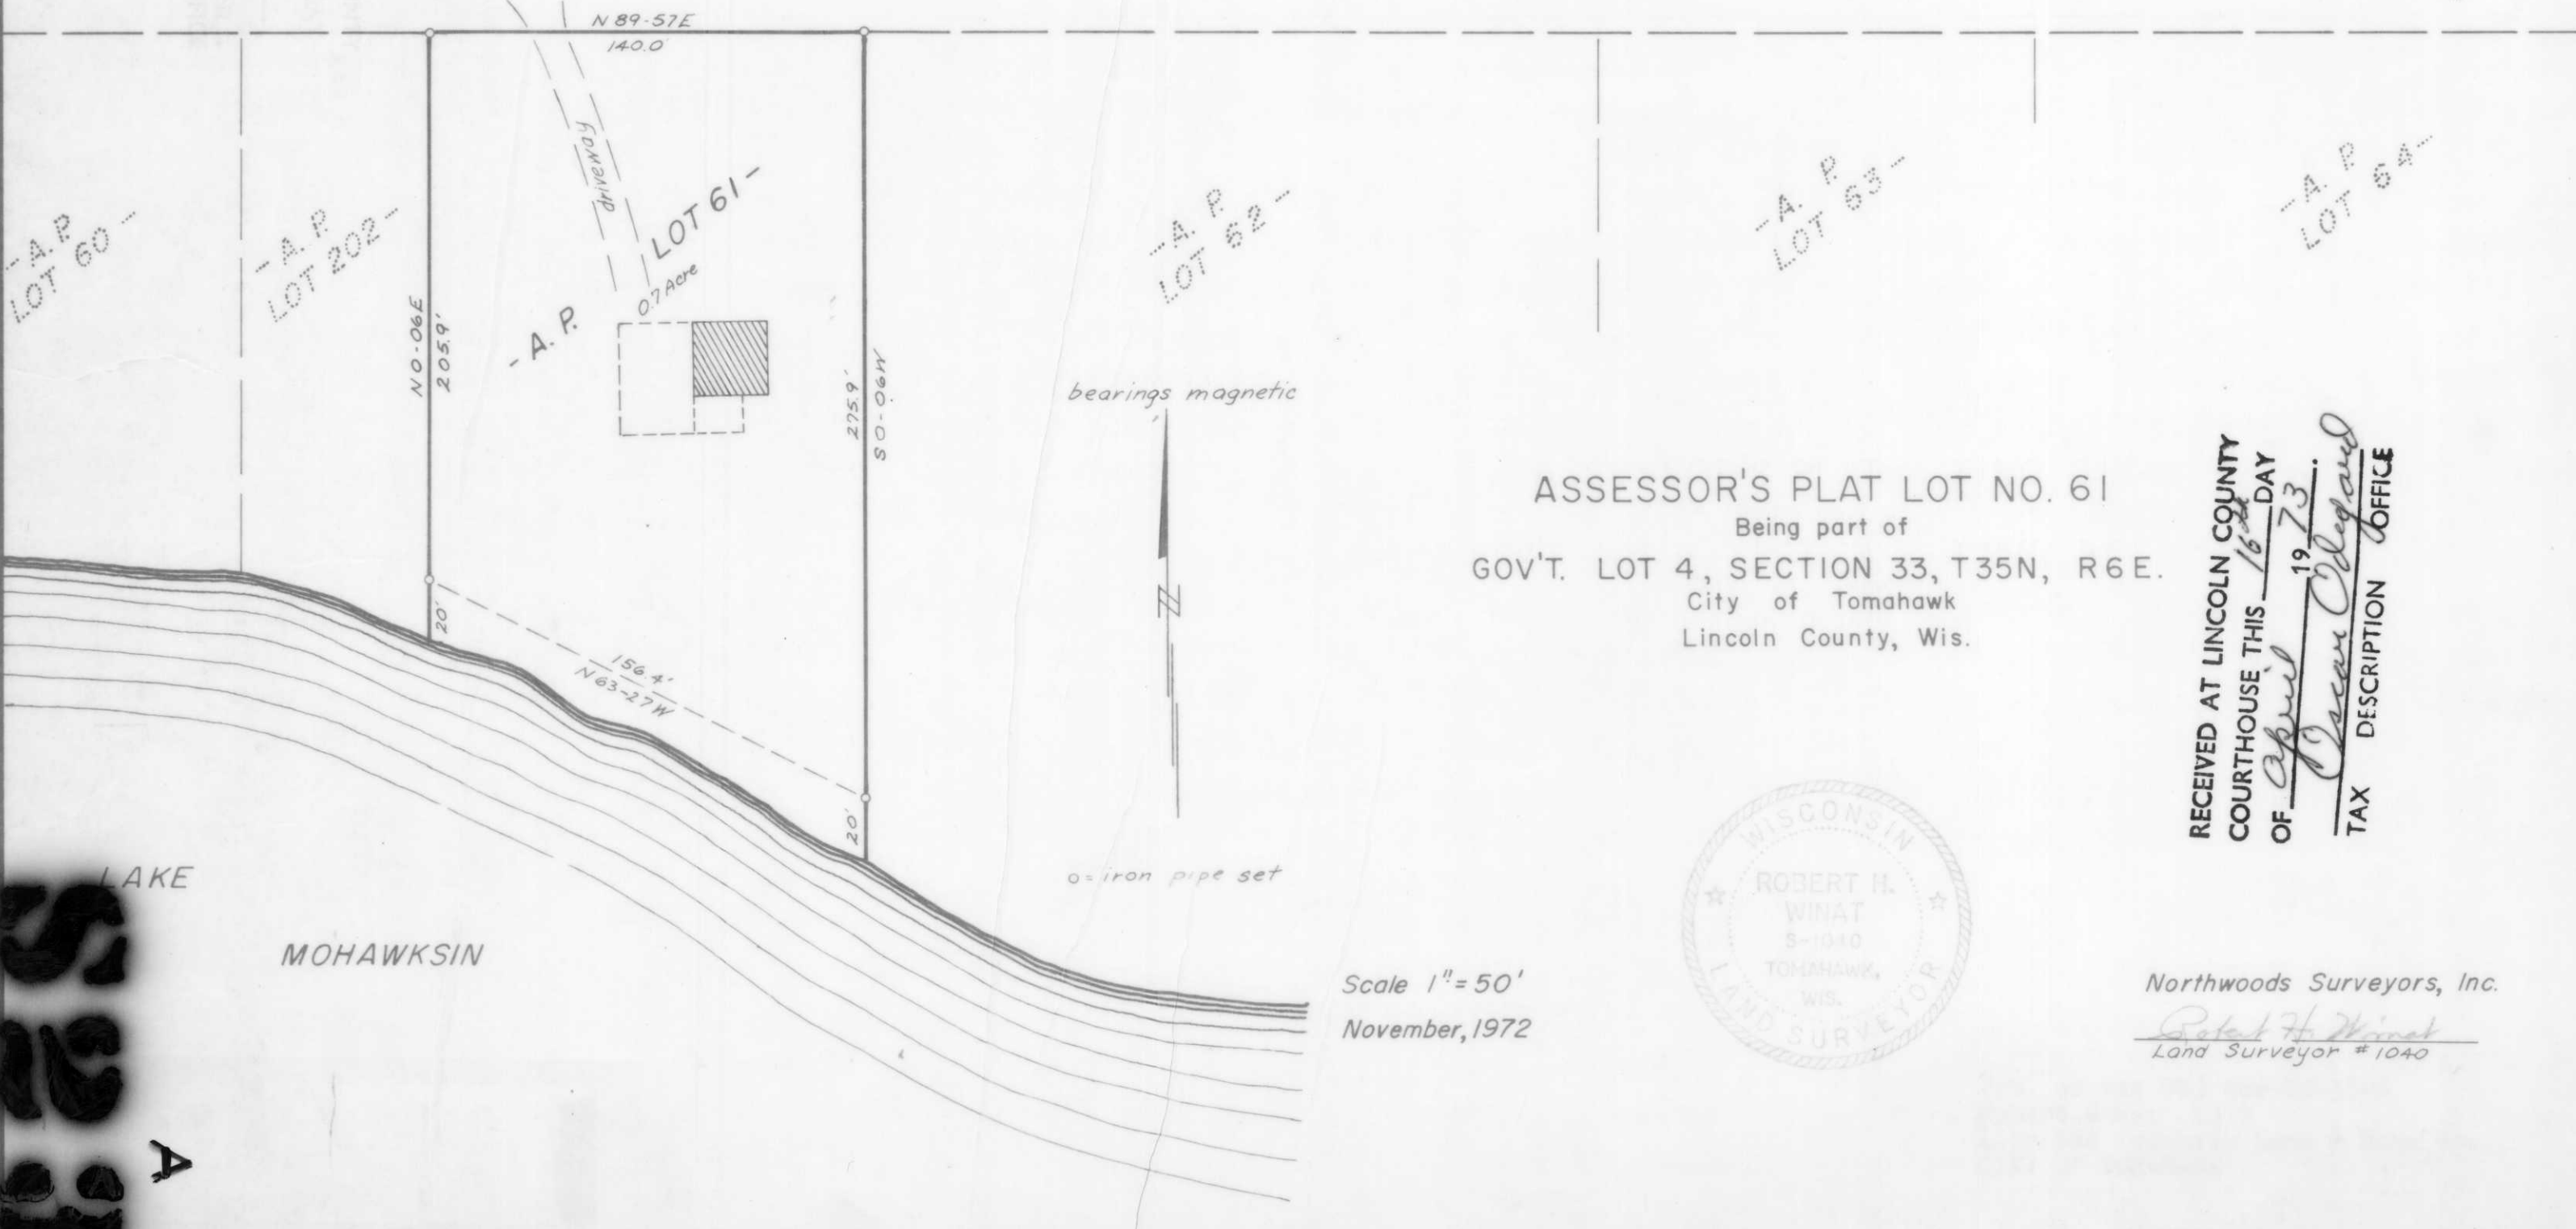 N 89-57E
140.0'
driveway
- A. P.
LOT 60 -
- A. P.
LOT 202 -
- A. P.
LOT 61 -
0.7 Acre
- A. P.
LOT 62 -
- A. P.
LOT 63 -
- A. P.
LOT 64 -
N 0-06E
205.9'
275.9'
S 0-06W
20'
156.4'
N 63-27W
20'
bearings magnetic
N
o= iron pipe set
LAKE
MOHAWKSIN
ASSESSOR'S PLAT LOT NO. 61
Being part of
GOV'T. LOT 4, SECTION 33, T35N, R6E.
City of Tomahawk
Lincoln County, Wis.
RECEIVED AT LINCOLN COUNTY
COURTHOUSE THIS 16th DAY
OF April 1973.
Oscar Odegard
TAX DESCRIPTION OFFICE
WISCONSIN
ROBERT H.
WINAT
S-1040
TOMAHAWK,
WIS.
LAND SURVEYOR
Scale 1"=50'
November, 1972
Northwoods Surveyors, Inc.
Robert H. Winat
Land Surveyor #1040
A